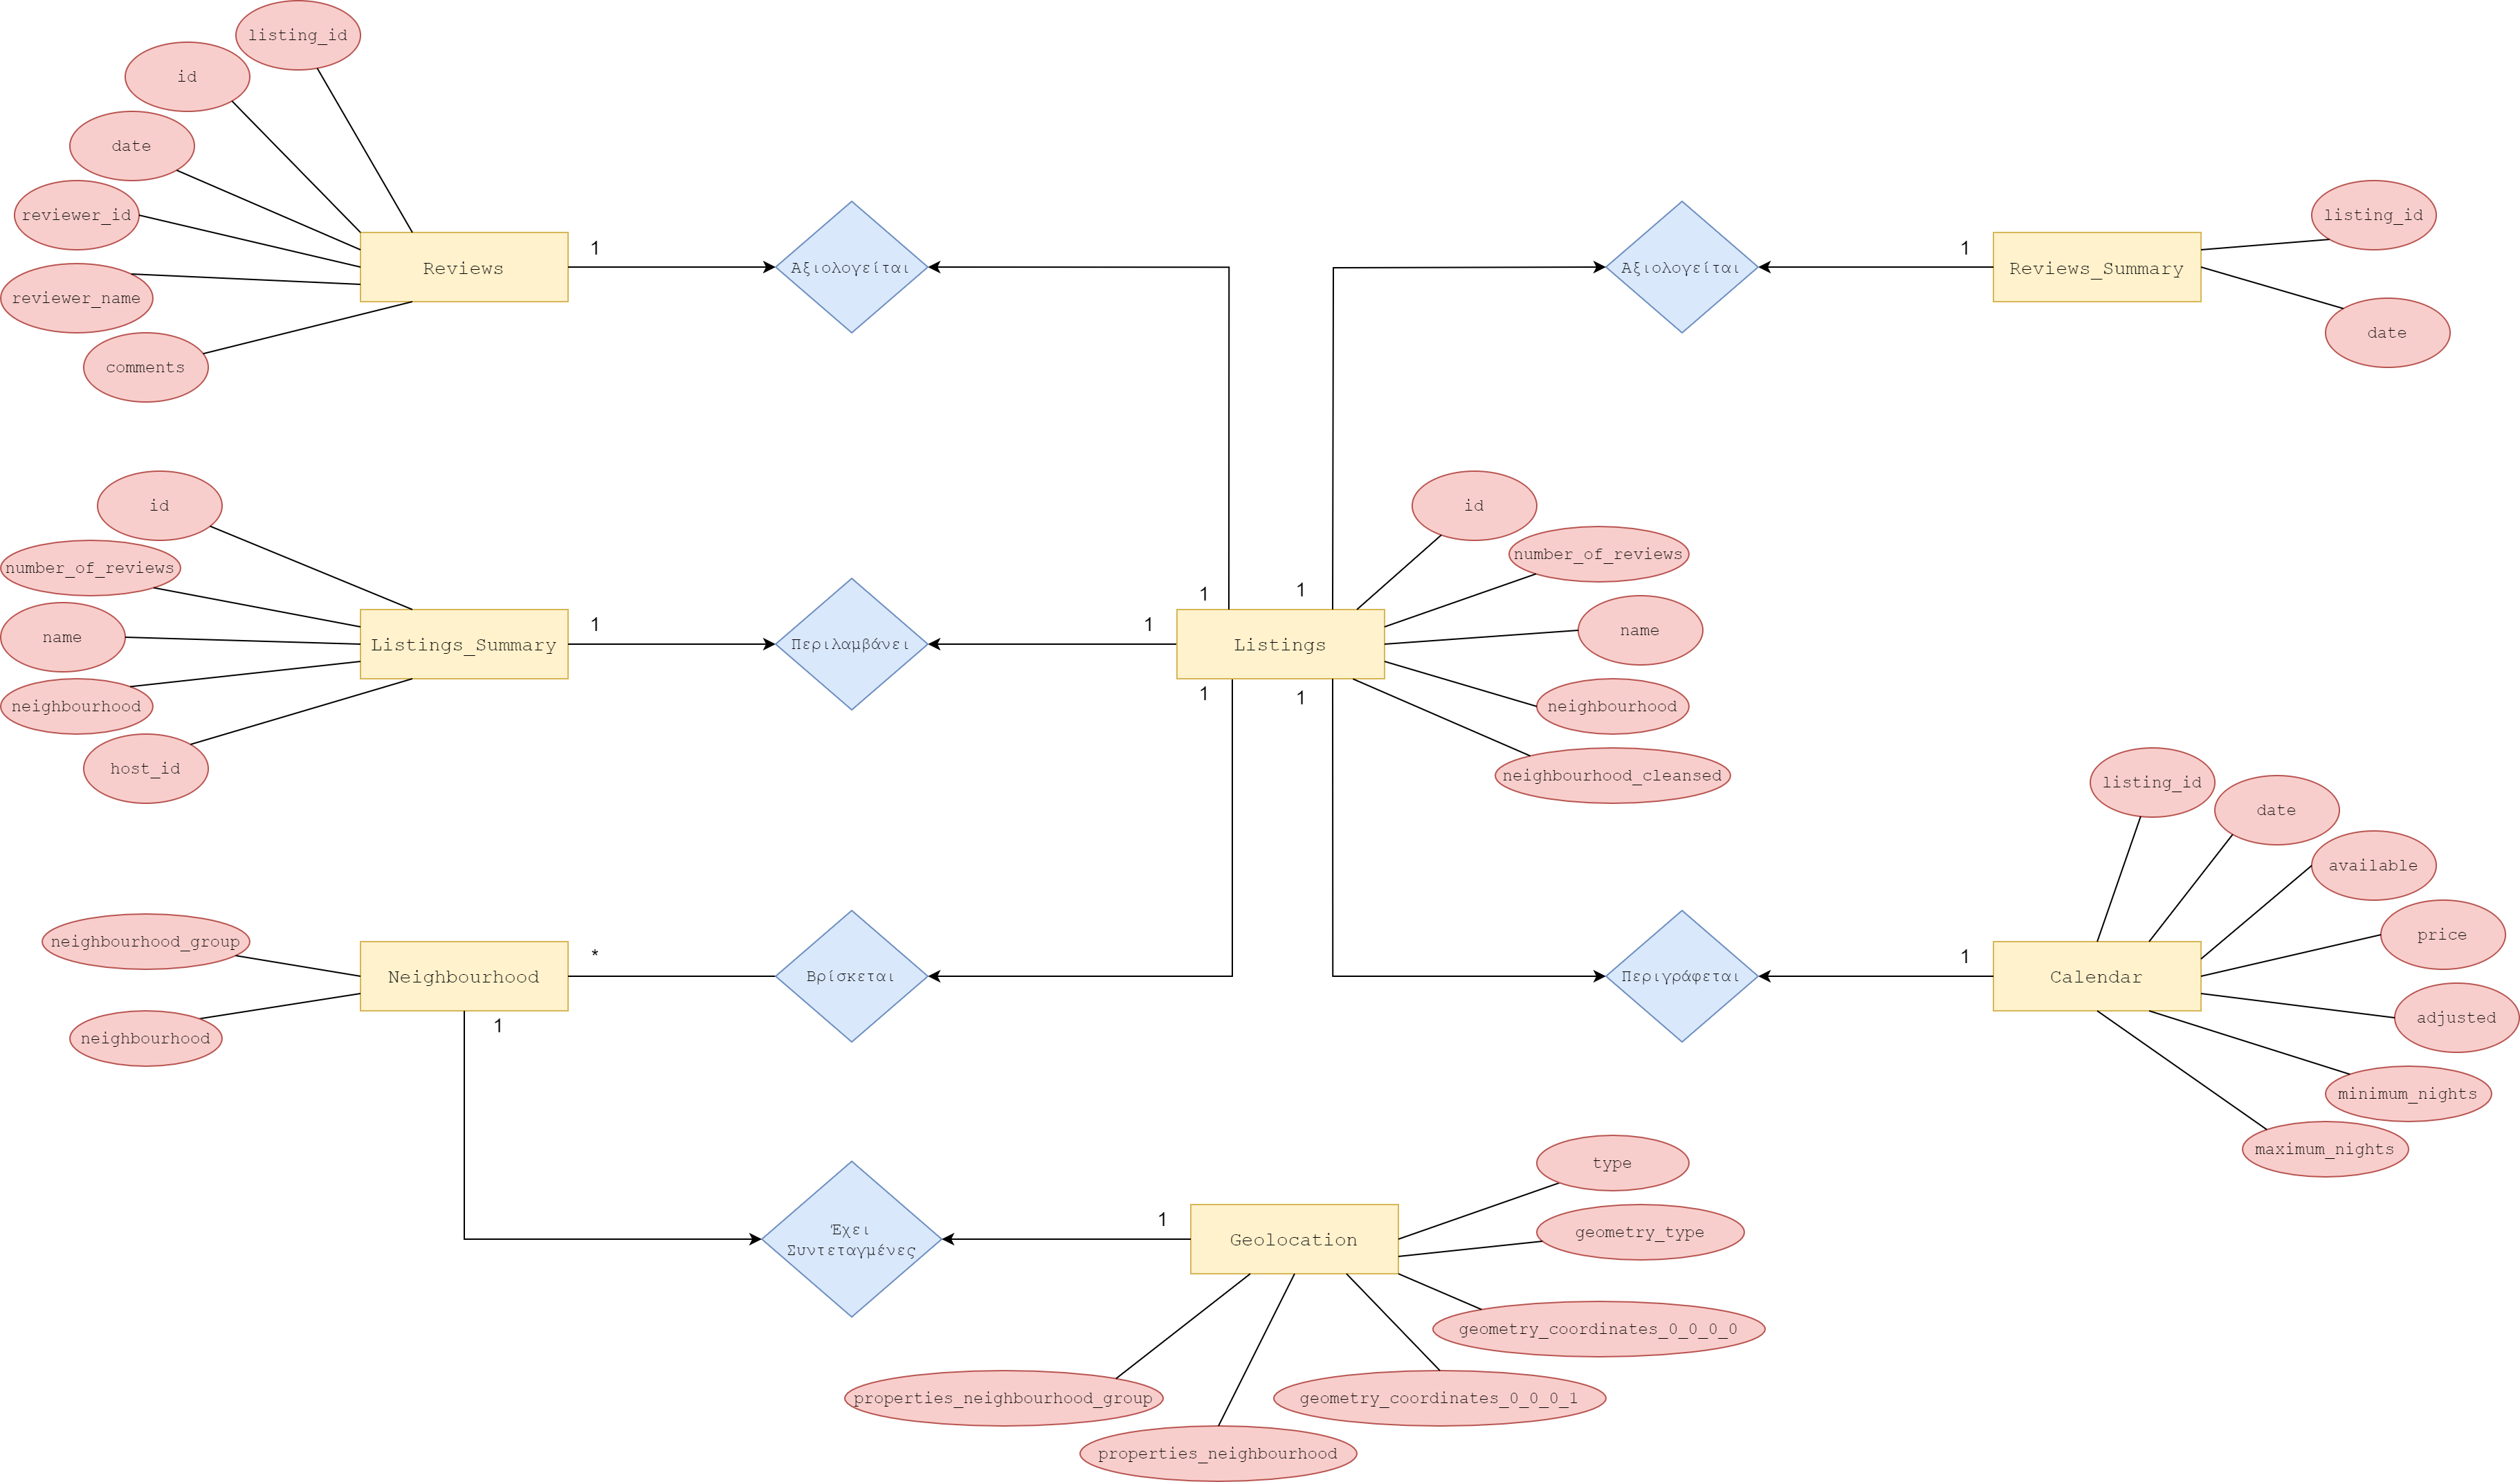 listing_id
id
date
reviewer_id
reviewer_name
comments
Reviews
1
Αξιολογείται
Αξιολογείται
1
Reviews_Summary
listing_id
date
id
number_of_reviews
name
neighbourhood
host_id
Listings_Summary
1
Περιλαμβάνει
1
1
1
Listings
1
1
id
number_of_reviews
name
neighbourhood
neighbourhood_cleansed
neighbourhood_group
neighbourhood
Neighbourhood
*
1
Βρίσκεται
Περιγράφεται
1
Calendar
listing_id
date
available
price
adjusted
minimum_nights
maximum_nights
Έχει
Συντεταγμένες
1
Geolocation
type
geometry_type
geometry_coordinates_0_0_0_0
geometry_coordinates_0_0_0_1
properties_neighbourhood_group
properties_neighbourhood